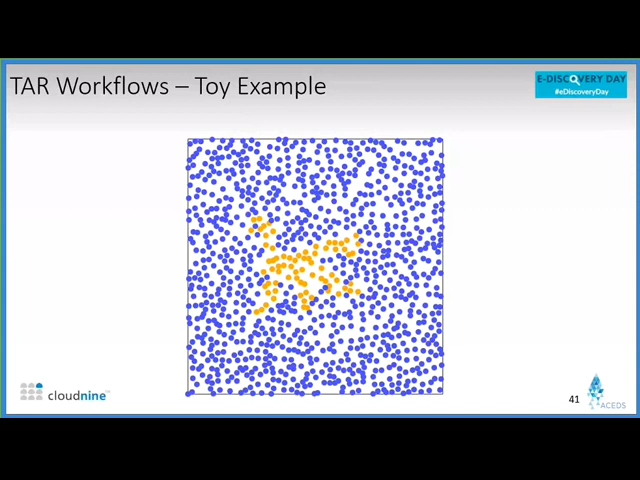 TAR Workflows – Toy Example
E-DISCOVERY DAY
#eDiscoveryDay
cloudnine
41
ACEDS